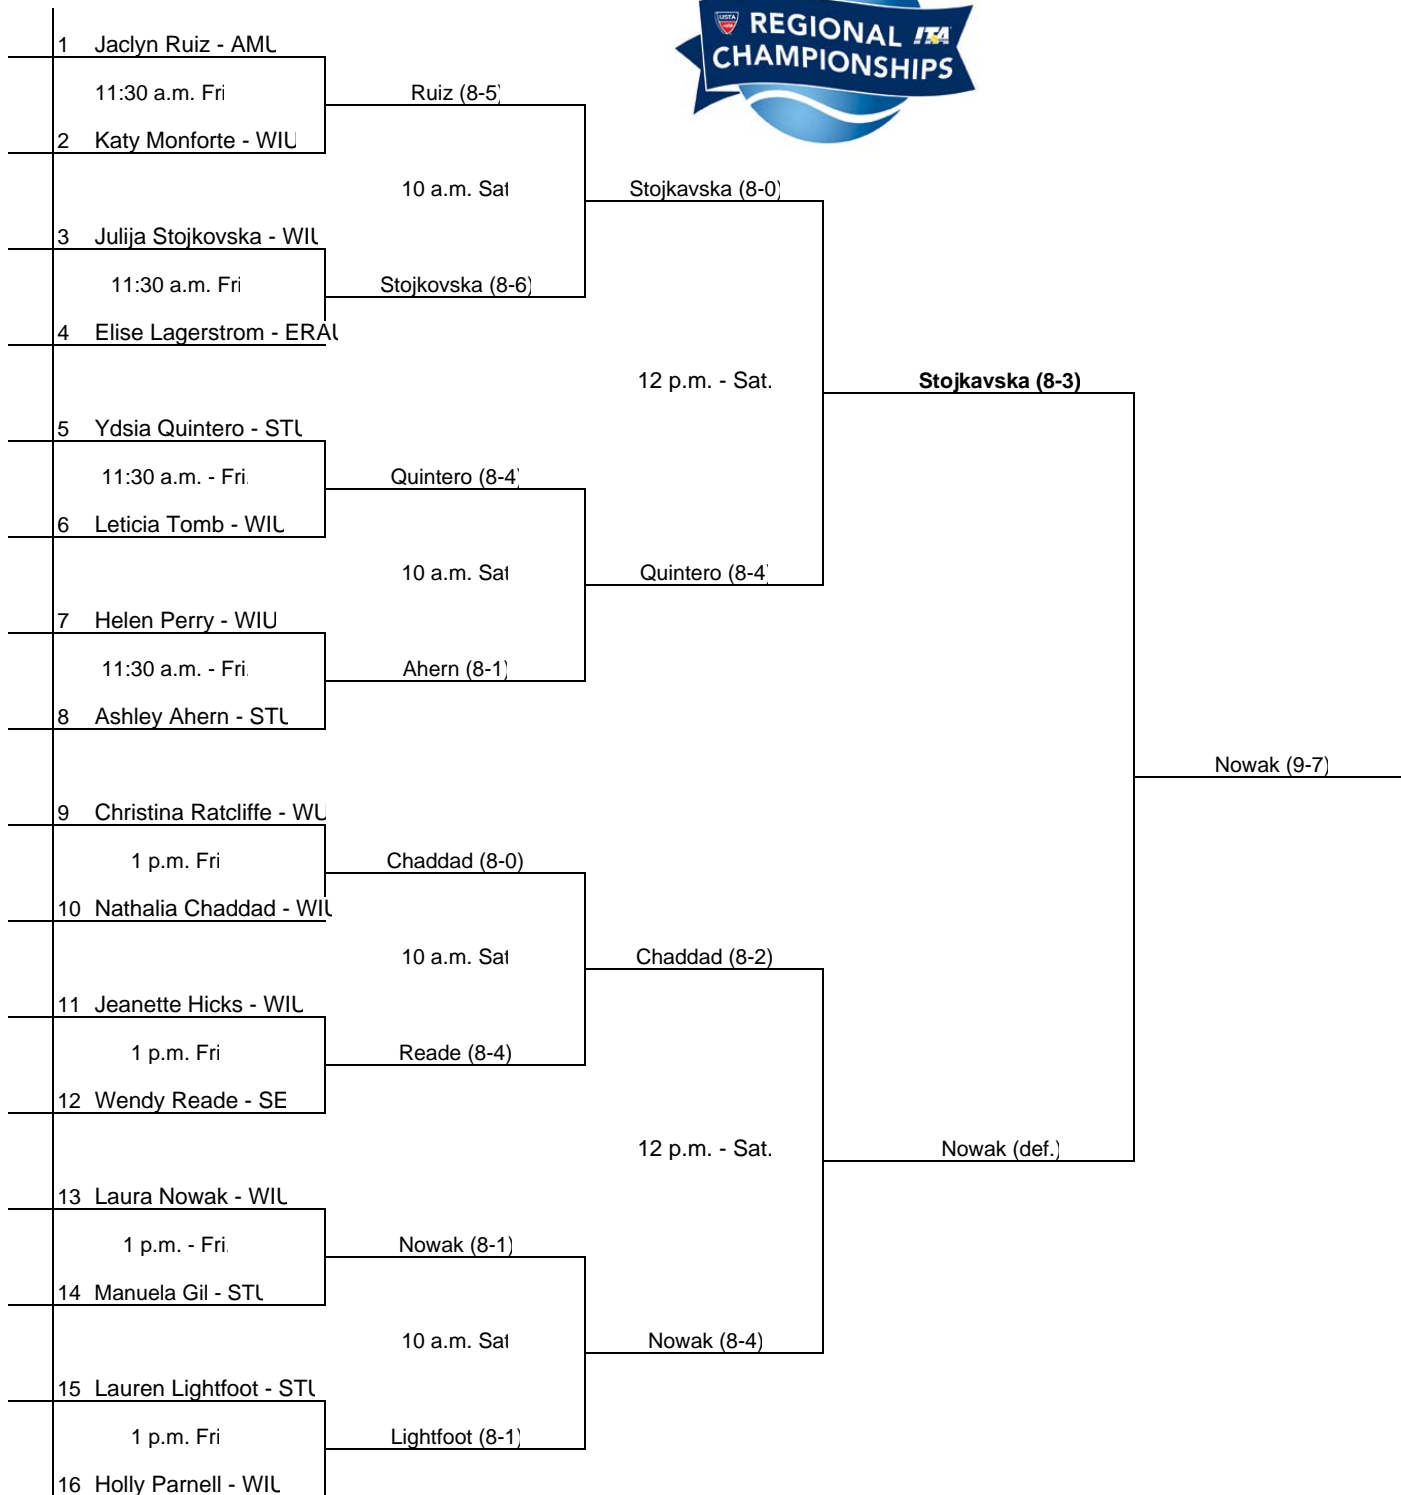 USTA
REGIONAL ITA
CHAMPIONSHIPS
1 Jaclyn Ruiz - AMU
11:30 a.m. Fri
Ruiz (8-5)
2 Katy Monforte - WIU
10 a.m. Sat
Stojkavska (8-0)
3 Julija Stojkovska - WIU
11:30 a.m. Fri
Stojkovska (8-6)
4 Elise Lagerstrom - ERAU
12 p.m. - Sat.
Stojkavska (8-3)
5 Ydsia Quintero - STU
11:30 a.m. - Fri.
Quintero (8-4)
6 Leticia Tomb - WIU
10 a.m. Sat
Quintero (8-4)
7 Helen Perry - WIU
11:30 a.m. - Fri.
Ahern (8-1)
8 Ashley Ahern - STU
Nowak (9-7)
9 Christina Ratcliffe - WU
1 p.m. Fri
Chaddad (8-0)
10 Nathalia Chaddad - WIU
10 a.m. Sat
Chaddad (8-2)
11 Jeanette Hicks - WIU
1 p.m. Fri
Reade (8-4)
12 Wendy Reade - SE
12 p.m. - Sat.
Nowak (def.)
13 Laura Nowak - WIU
1 p.m. - Fri.
Nowak (8-1)
14 Manuela Gil - STU
10 a.m. Sat
Nowak (8-4)
15 Lauren Lightfoot - STU
1 p.m. Fri
Lightfoot (8-1)
16 Holly Parnell - WIU